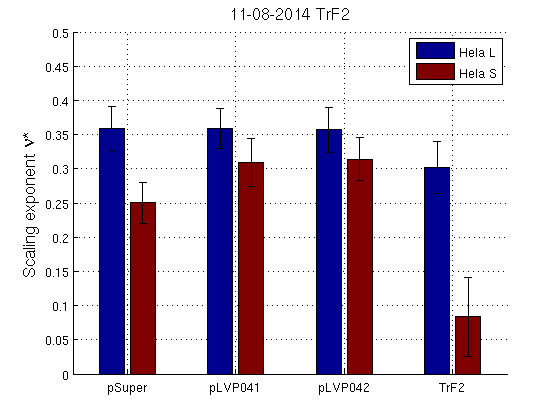 11-08-2014 TrF2
Hela L
Hela S
Scaling exponent ν*
0.5
0.45
0.4
0.35
0.3
0.25
0.2
0.15
0.1
0.05
0
pSuper pLVP041 pLVP042 TrF2